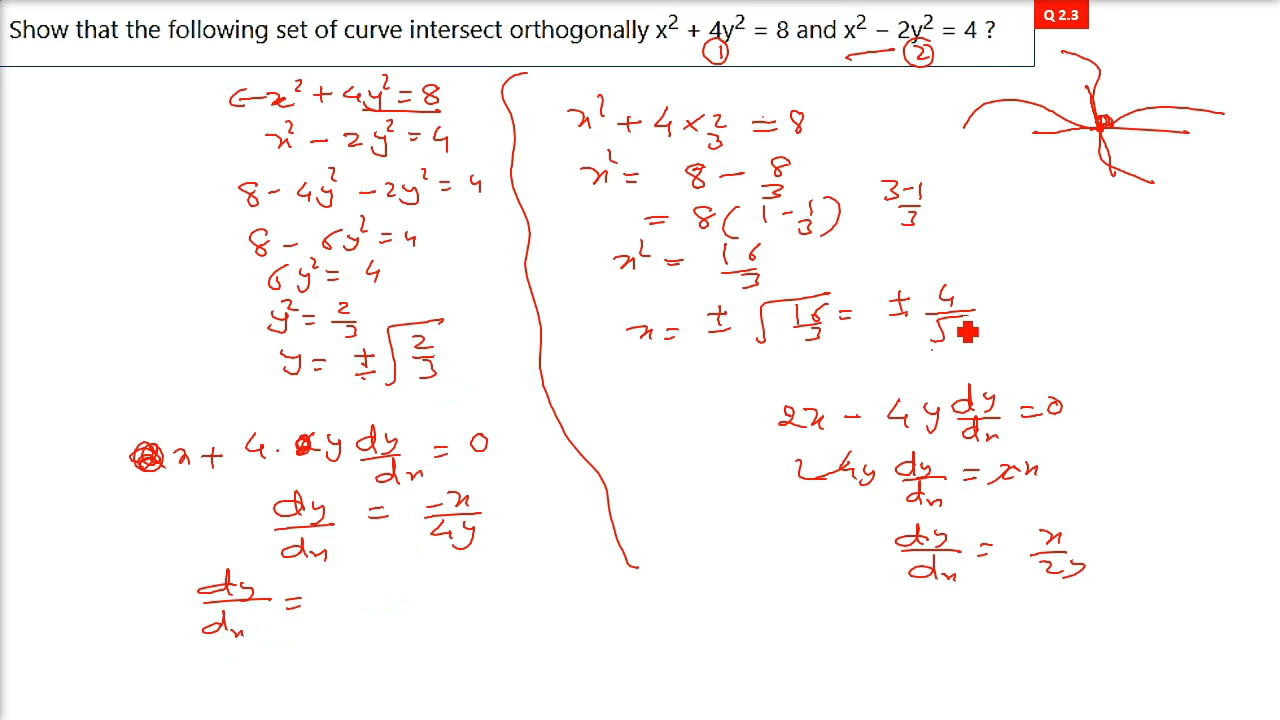 Show that the following set of curve intersect orthogonally x² + 4y² = 8 and x² − 2y² = 4 ?
Q 2.3
① ②
x² + 4y² = 8
x² − 2y² = 4
8 − 4y² − 2y² = 4
8 − 6y² = 4
6y² = 4
y² = 2/3
y = ± √(2/3)
x + 4 · y dy/dx = 0
dy/dx = −x/4y
dy/dx =
x² + 4 × 2/3 = 8
x² = 8 − 8/3
= 8(1 − 1/3)
3−1/3
x² = 16/3
x = ± √(16/3) = ± 4/√
2x − 4y dy/dx = 0
2 4y dy/dx = 2x
dy/dx = x/2y